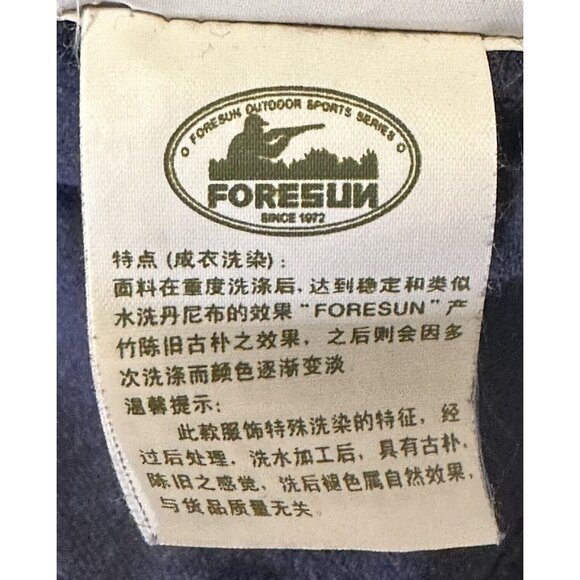 FORESUN OUTDOOR SPORTS SERIES
FORESUN
SINCE 1972
特点 (成衣洗染) :
面料在重度洗涤后, 达到稳定和类似
水洗丹尼布的效果 "FORESUN" 产
竹陈旧古朴之效果, 之后则会因多
次洗涤而颜色逐渐变淡
温馨提示:
此款服饰特殊洗染的特征, 经
过后处理, 洗水加工后, 具有古朴,
陈旧之感觉, 洗后褪色属自然效果,
与货品质量无关.